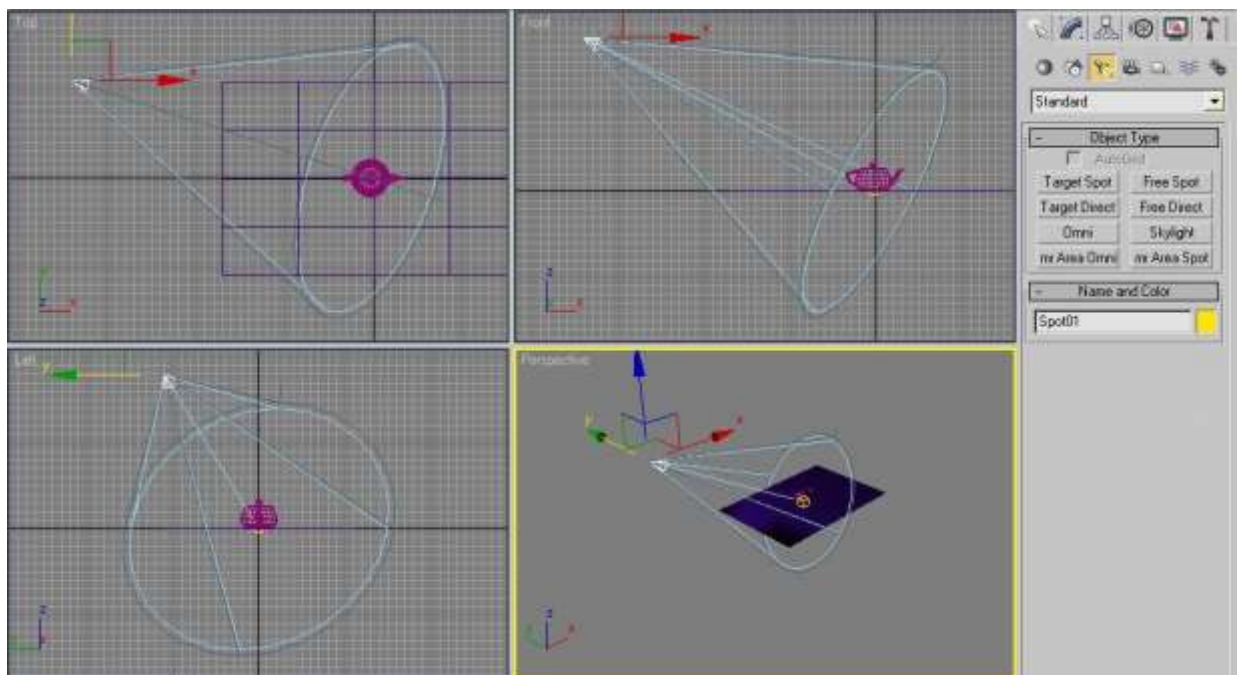 Top
Front
Standard
- Object Type
AutoGrid
Target Spot Free Spot
Target Direct Free Direct
Omni Skylight
mr Area Omni mr Area Spot
- Name and Color
Spot01
Left
Perspective
x
x
y
z x
z
x
y
z
y
x
z
x